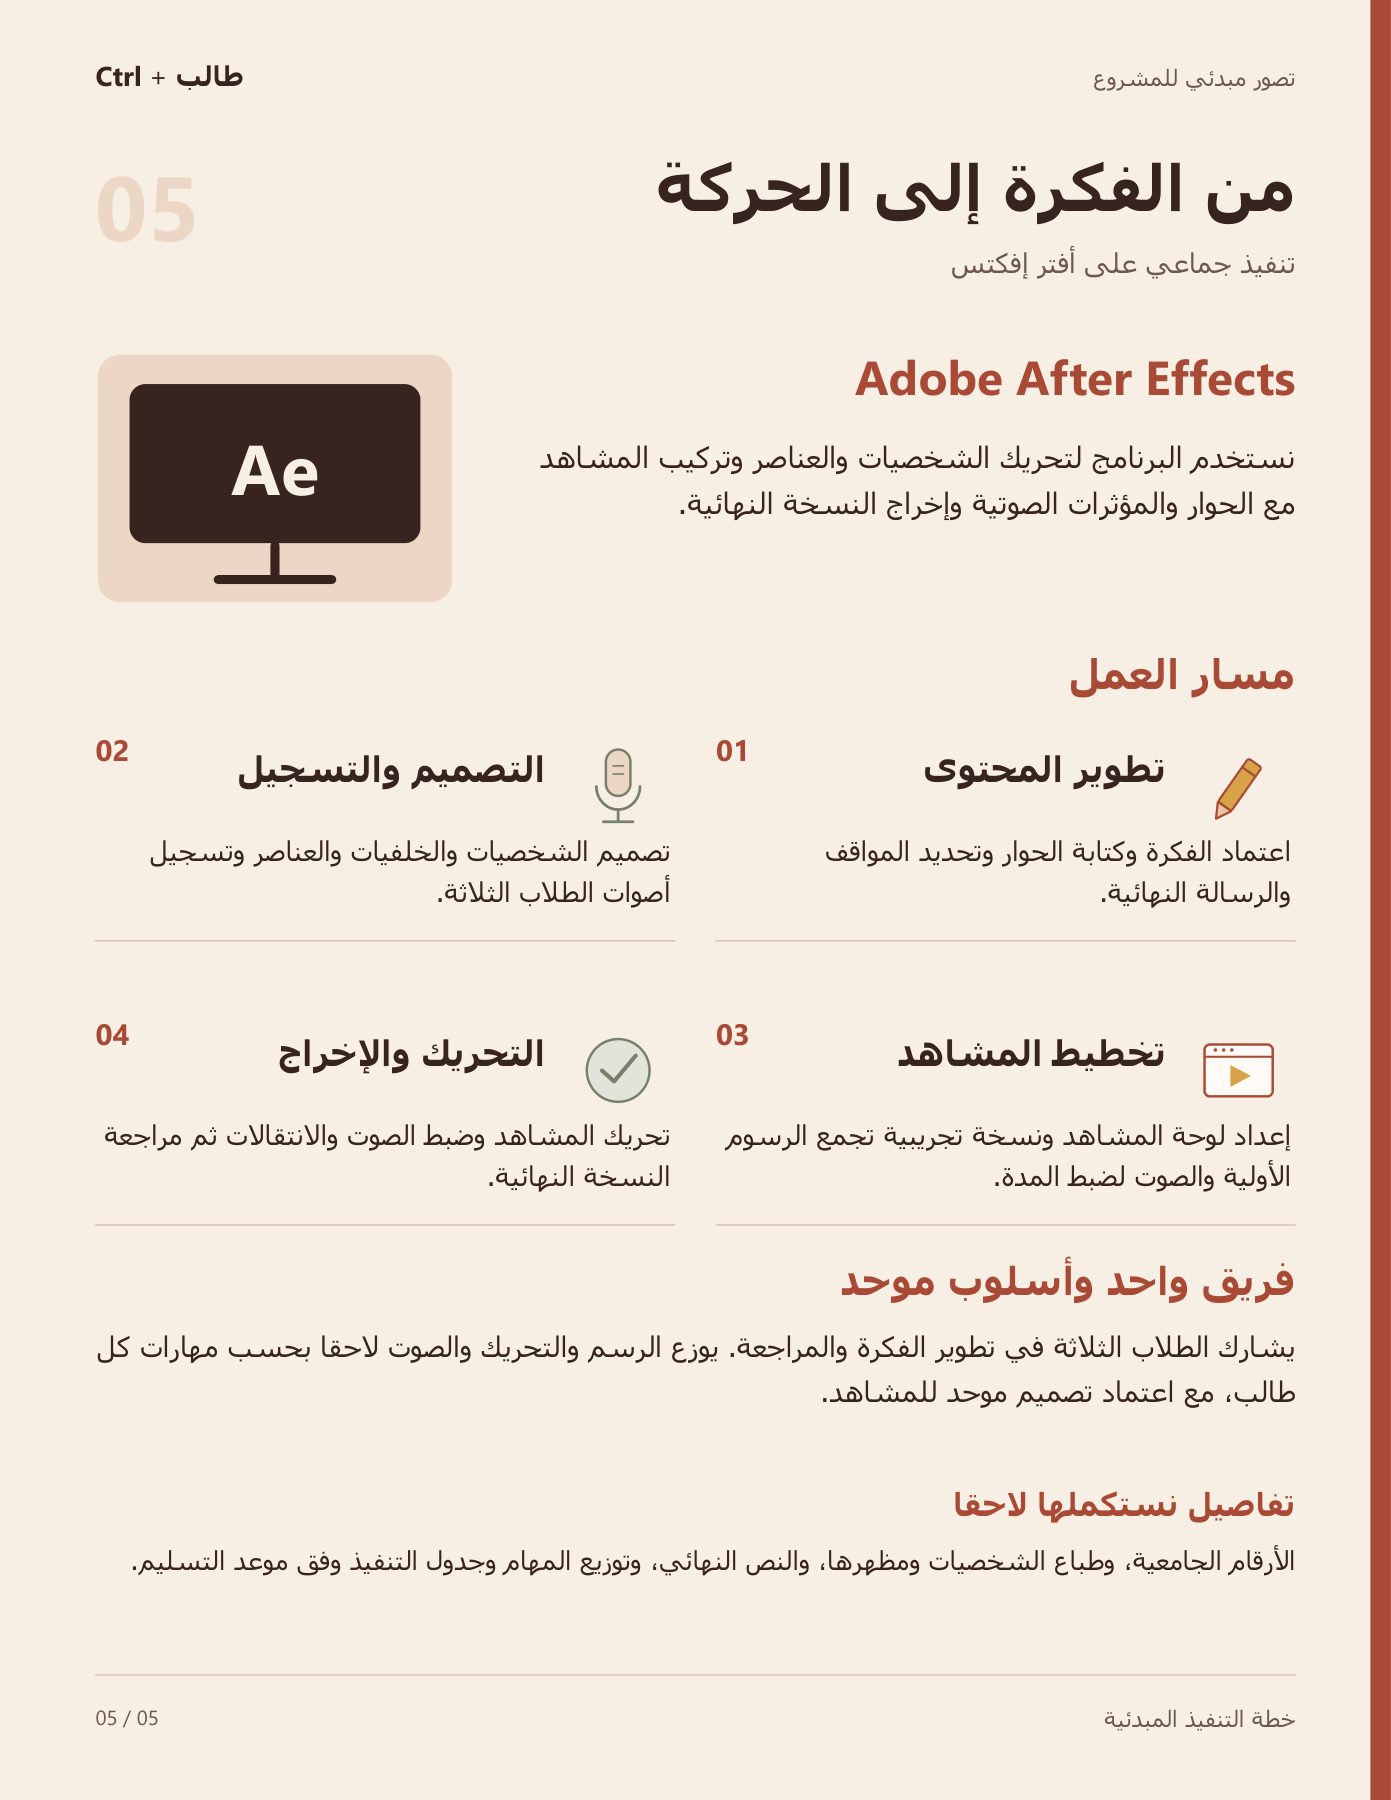 تصور مبدئي للمشروع
طالب + Ctrl
من الفكرة إلى الحركة
05
تنفيذ جماعي على أفتر إفكتس
Adobe After Effects
نستخدم البرنامج لتحريك الشخصيات والعناصر وتركيب المشاهد
مع الحوار والمؤثرات الصوتية وإخراج النسخة النهائية.
Ae
مسار العمل
01
تطوير المحتوى
اعتماد الفكرة وكتابة الحوار وتحديد المواقف
والرسالة النهائية.
02
التصميم والتسجيل
تصميم الشخصيات والخلفيات والعناصر وتسجيل
أصوات الطلاب الثلاثة.
03
تخطيط المشاهد
إعداد لوحة المشاهد ونسخة تجريبية تجمع الرسوم
الأولية والصوت لضبط المدة.
04
التحريك والإخراج
تحريك المشاهد وضبط الصوت والانتقالات ثم مراجعة
النسخة النهائية.
فريق واحد وأسلوب موحد
يشارك الطلاب الثلاثة في تطوير الفكرة والمراجعة. يوزع الرسم والتحريك والصوت لاحقا بحسب مهارات كل
طالب، مع اعتماد تصميم موحد للمشاهد.
تفاصيل نستكملها لاحقا
الأرقام الجامعية، وطباع الشخصيات ومظهرها، والنص النهائي، وتوزيع المهام وجدول التنفيذ وفق موعد التسليم.
خطة التنفيذ المبدئية
05 / 05